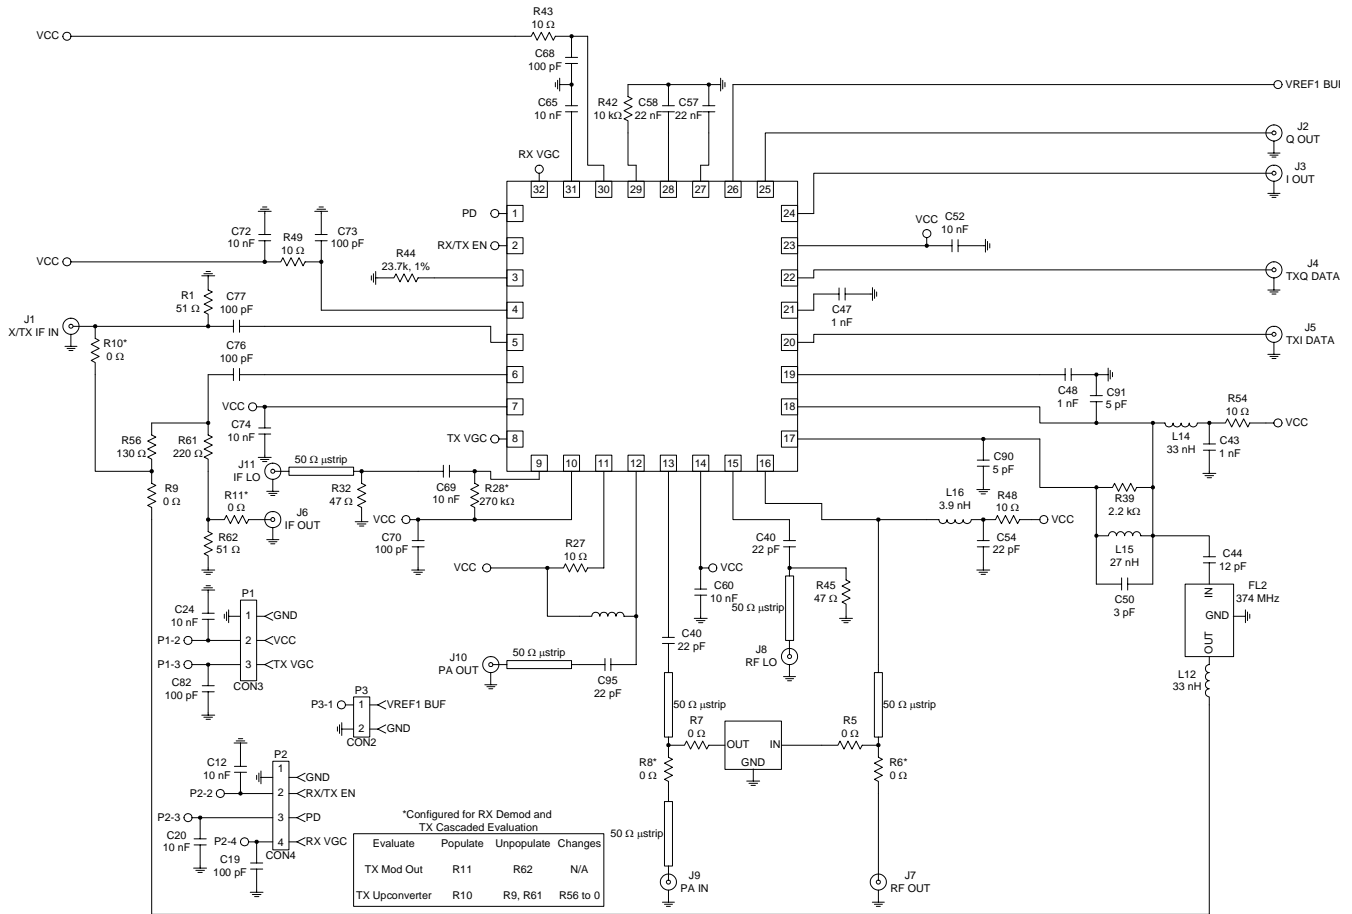 R43
10 Ω
VCC
C68
100 pF
C65
10 nF
R42
10 kΩ
C58
22 nF
C57
22 nF
VREF1 BUI
J2
Q OUT
J3
I OUT
RX VGC
32
31
30
29
28
27
26
25
PD
1
24
C72
10 nF
R49
10 Ω
C73
100 pF
RX/TX EN
2
23
VCC
C52
10 nF
VCC
R44
23.7k, 1%
3
22
J4
TXQ DATA
R1
51 Ω
C77
100 pF
4
21
C47
1 nF
J1
X/TX IF IN
R10*
0 Ω
5
20
J5
TXI DATA
C76
100 pF
6
19
C48
1 nF
C91
5 pF
R54
10 Ω
VCC
VCC
C74
10 nF
7
18
L14
33 nH
C43
1 nF
R56
130 Ω
R61
220 Ω
TX VGC
8
17
C90
5 pF
9
10
11
12
13
14
15
16
J11
IF LO
50 Ω µstrip
R32
47 Ω
C69
10 nF
R28*
270 kΩ
R9
0 Ω
R11*
0 Ω
J6
IF OUT
R62
51 Ω
VCC
C70
100 pF
L16
3.9 nH
R48
10 Ω
VCC
C54
22 pF
R39
2.2 kΩ
L15
27 nH
C50
3 pF
C44
12 pF
FL2
374 MHz
IN
GND
OUT
L12
33 nH
R27
10 Ω
VCC
VCC
C60
10 nF
C40
22 pF
R45
47 Ω
50 Ω µstrip
J8
RF LO
C40
22 pF
J10
PA OUT
50 Ω µstrip
C95
22 pF
C24
10 nF
P1
1
GND
P1-2
2
VCC
P1-3
3
TX VGC
C82
100 pF
CON3
P3
P3-1
1
VREF1 BUF
2
GND
CON2
50 Ω µstrip
50 Ω µstrip
R7
0 Ω
OUT
IN
GND
R5
0 Ω
R8*
0 Ω
R6*
0 Ω
50 Ω µstrip
J9
PA IN
J7
RF OUT
C12
10 nF
P2
1
GND
P2-2
2
RX/TX EN
P2-3
3
PD
C20
10 nF
P2-4
4
RX VGC
C19
100 pF
CON4
*Configured for RX Demod and
TX Cascaded Evaluation
Evaluate Populate Unpopulate Changes
TX Mod Out R11 R62 N/A
TX Upconverter R10 R9, R61 R56 to 0